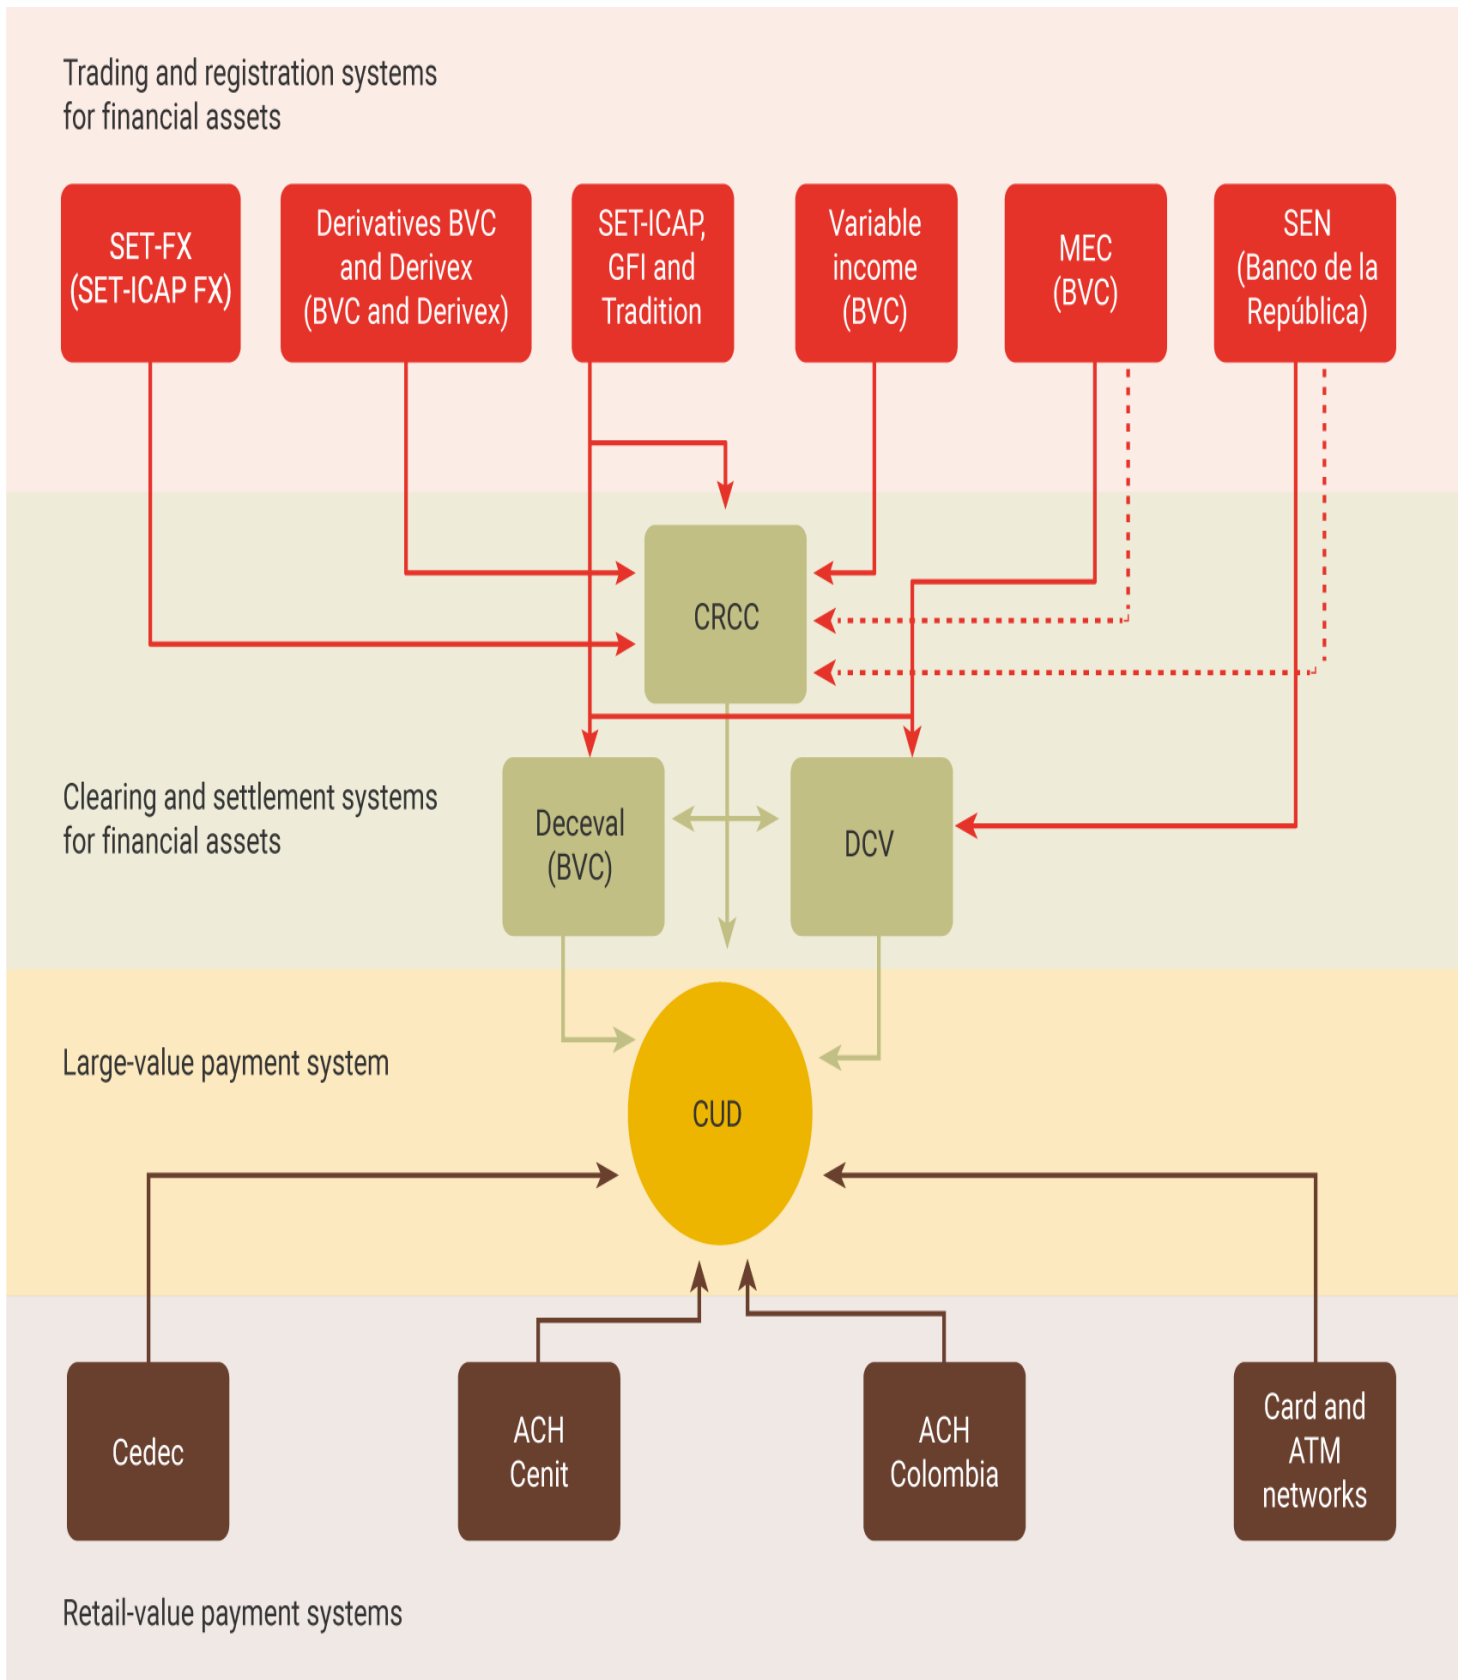 Trading and registration systems
for financial assets
SET-FX
(SET-ICAP FX)
Derivatives BVC
and Derivex
(BVC and Derivex)
SET-ICAP,
GFI and
Tradition
Variable
income
(BVC)
MEC
(BVC)
SEN
(Banco de la
República)
CRCC
Clearing and settlement systems
for financial assets
Deceval
(BVC)
DCV
Large-value payment system
CUD
Cedec
ACH
Cenit
ACH
Colombia
Card and
ATM
networks
Retail-value payment systems